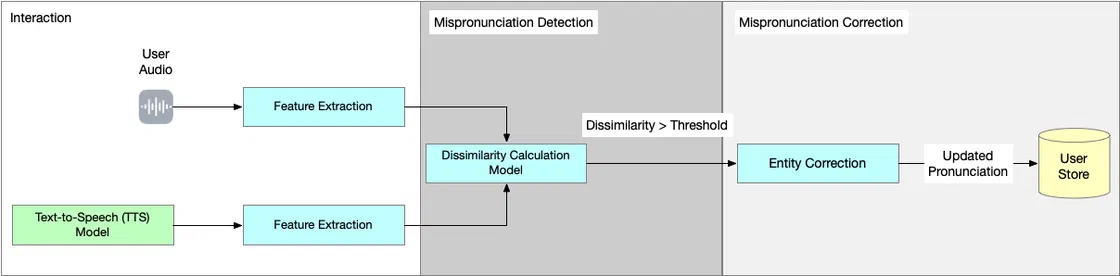 Interaction
Mispronunciation Detection
Mispronunciation Correction
User
Audio
Feature Extraction
Dissimilarity > Threshold
Dissimilarity Calculation
Model
Entity Correction
Updated
Pronunciation
User
Store
Text-to-Speech (TTS)
Model
Feature Extraction